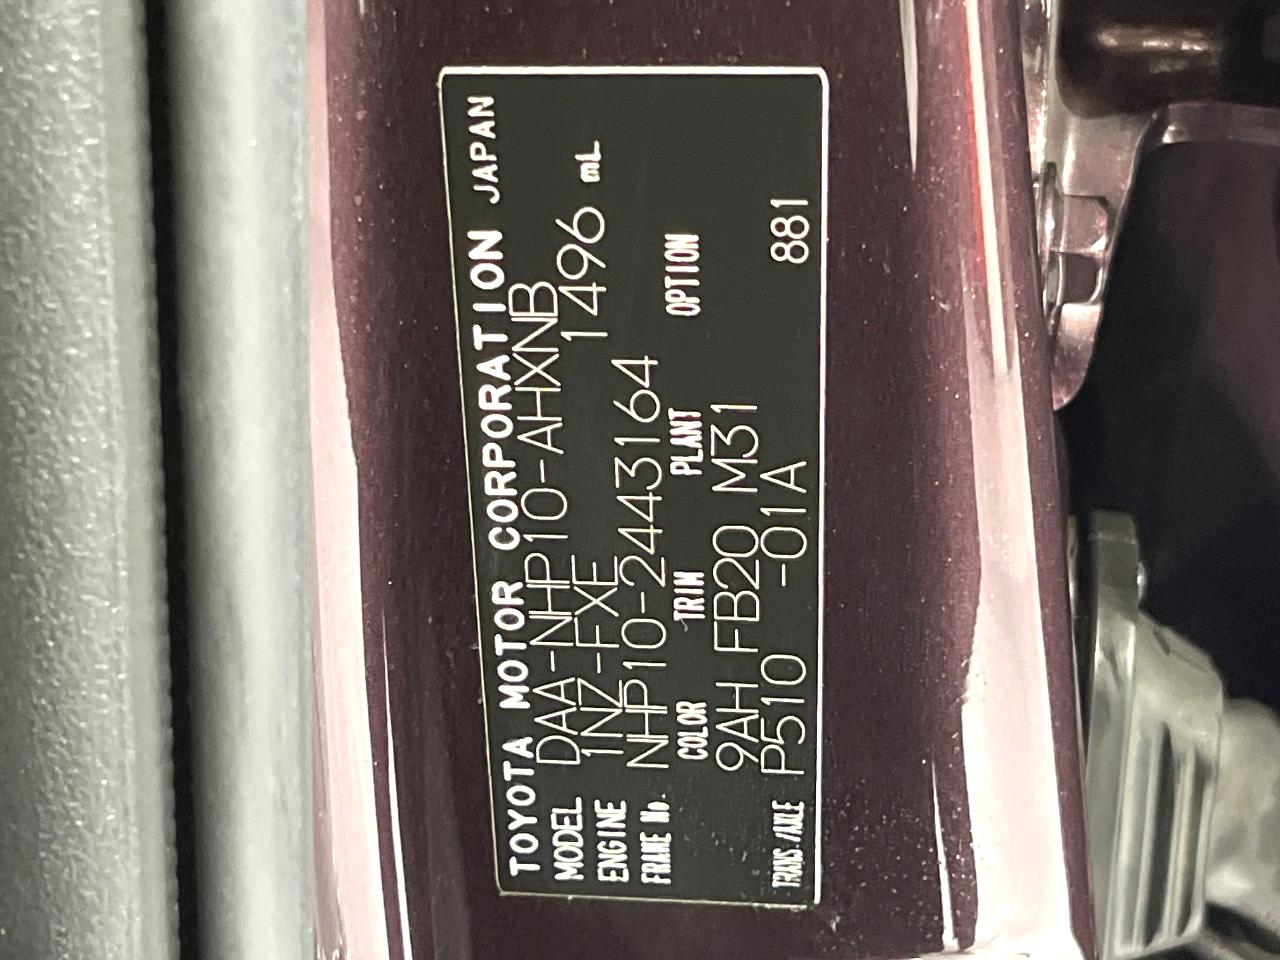 TOYOTA MOTOR CORPORATION JAPAN
MODEL DAA-NHP10-AHXNB
ENGINE 1NZ-FXE 1496 mL
FRAME No. NHP10-2443164
COLOR TRIM PLANT OPTION
9AH FB20 M31
TRANS./AXLE P510 -01A 881